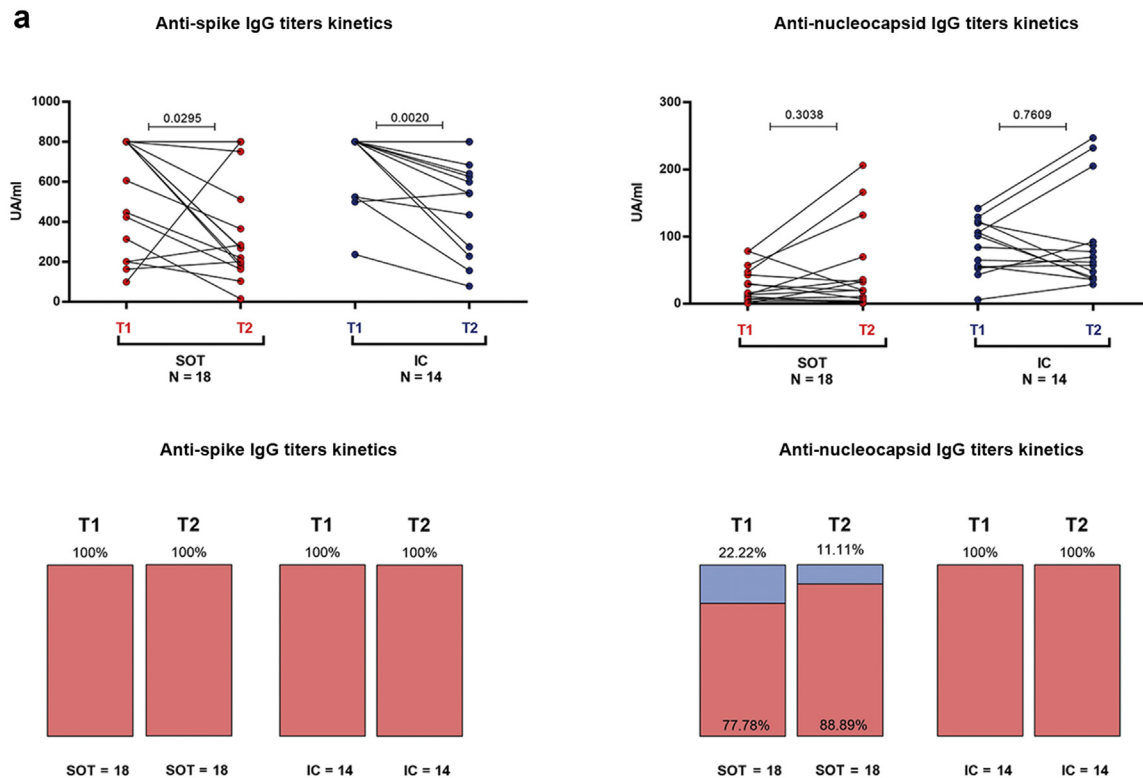 a
Anti-spike IgG titers kinetics
1000
800
600
400
200
0
UA/ml
0.0295
0.0020
T1
T2
T1
T2
SOT
N = 18
IC
N = 14
Anti-nucleocapsid IgG titers kinetics
300
200
100
0
UA/ml
0.3038
0.7609
T1
T2
T1
T2
SOT
N = 18
IC
N = 14
Anti-spike IgG titers kinetics
T1
T2
T1
T2
100%
100%
100%
100%
SOT = 18
SOT = 18
IC = 14
IC = 14
Anti-nucleocapsid IgG titers kinetics
T1
T2
T1
T2
22.22%
11.11%
100%
100%
77.78%
88.89%
SOT = 18
SOT = 18
IC = 14
IC = 14